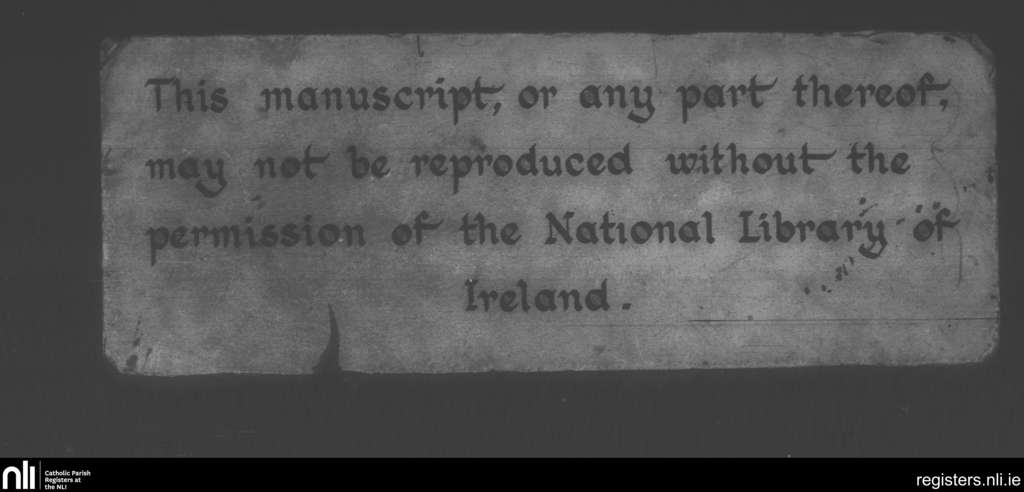 This manuscript, or any part thereof,
may not be reproduced without the
permission of the National Library of
Ireland.
nli
Catholic Parish
Registers at
the NLI
registers.nli.ie